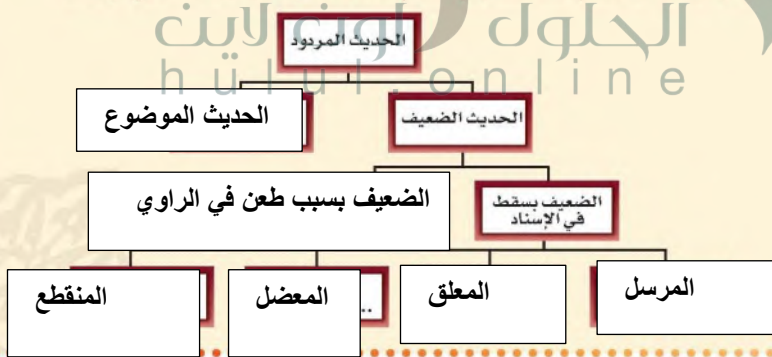 الحلول اون لاين
hulul.online
الحديث المردود
الحديث الضعيف
الحديث الموضوع
الضعيف بسقط
في الإسناد
الضعيف بسبب طعن في الراوي
المرسل
المعلق
المعضل
..
المنقطع